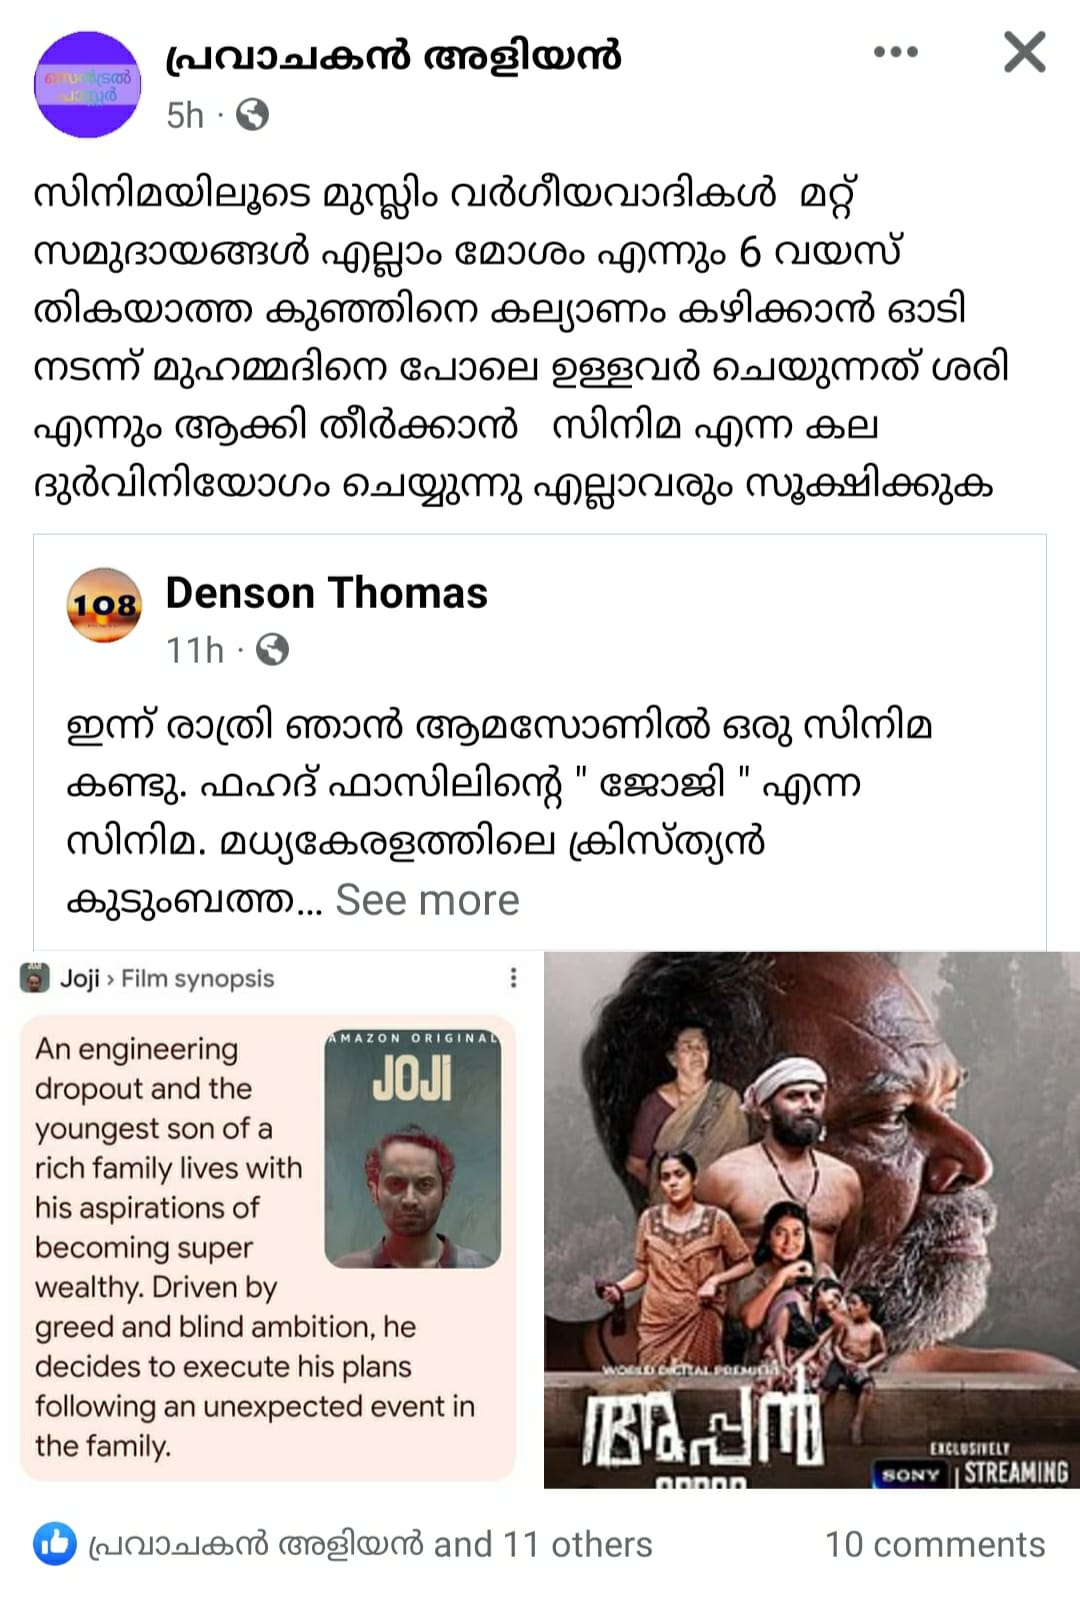 സെൻട്രൽ
പാസ്റ്റർ
പ്രവാചകൻ അളിയൻ
5h ·
സിനിമയിലൂടെ മുസ്ലിം വർഗീയവാദികൾ മറ്റ്
സമുദായങ്ങൾ എല്ലാം മോശം എന്നും 6 വയസ്
തികയാത്ത കുഞ്ഞിനെ കല്യാണം കഴിക്കാൻ ഓടി
നടന്ന് മുഹമ്മദിനെ പോലെ ഉള്ളവർ ചെയുന്നത് ശരി
എന്നും ആക്കി തീർക്കാൻ സിനിമ എന്ന കല
ദുർവിനിയോഗം ചെയ്യുന്നു എല്ലാവരും സൂക്ഷിക്കുക
108
Denson Thomas
11h ·
ഇന്ന് രാത്രി ഞാൻ ആമസോണിൽ ഒരു സിനിമ
കണ്ടു. ഫഹദ് ഫാസിലിന്റെ " ജോജി " എന്ന
സിനിമ. മധ്യകേരളത്തിലെ ക്രിസ്ത്യൻ
കുടുംബത്ത... See more
Joji › Film synopsis
An engineering
dropout and the
youngest son of a
rich family lives with
his aspirations of
becoming super
wealthy. Driven by
greed and blind ambition, he
decides to execute his plans
following an unexpected event in
the family.
AMAZON ORIGINAL
JOJI
WORLD DIGITAL PREMIERE
അപ്പൻ
EXCLUSIVELY
SONY | STREAMING
പ്രവാചകൻ അളിയൻ and 11 others
10 comments